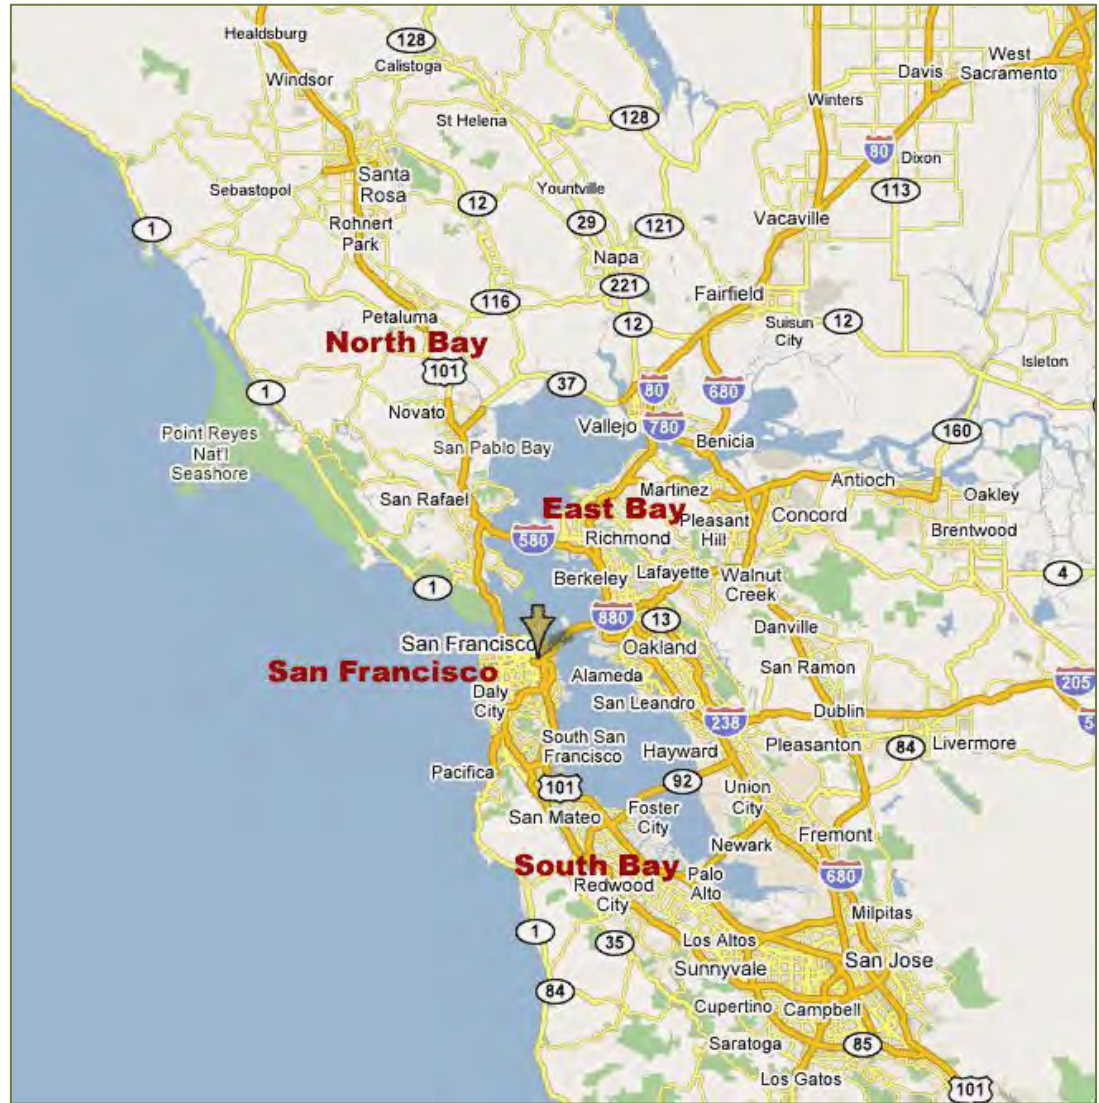 Healdsburg
128
Calistoga
West
Sacramento
Davis
Windsor
Winters
St Helena
128
80
Dixon
Santa
Rosa
Sebastopol
Yountville
113
12
1
Rohnert
Park
29
121
Vacaville
Napa
221
Fairfield
116
Petaluma
12
Suisun
City
12
North Bay
Isleton
101
37
80
680
1
Novato
Vallejo
780
Benicia
160
Point Reyes
Nat'l
Seashore
San Pablo Bay
San Rafael
Martinez
Antioch
Oakley
East Bay
Pleasant
Hill
Concord
Brentwood
580
Richmond
Berkeley
Lafayette
Walnut
Creek
4
1
880
13
Danville
San Francisco
Oakland
San Francisco
Alameda
San Ramon
205
Daly
City
San Leandro
238
Dublin
5
South San
Francisco
Hayward
Pleasanton
84
Livermore
Pacifica
101
92
Union
City
San Mateo
Foster
City
Newark
Fremont
South Bay
Palo
Alto
680
Redwood
City
Milpitas
1
35
Los Altos
San Jose
Sunnyvale
84
Cupertino
Campbell
Saratoga
85
Los Gatos
101